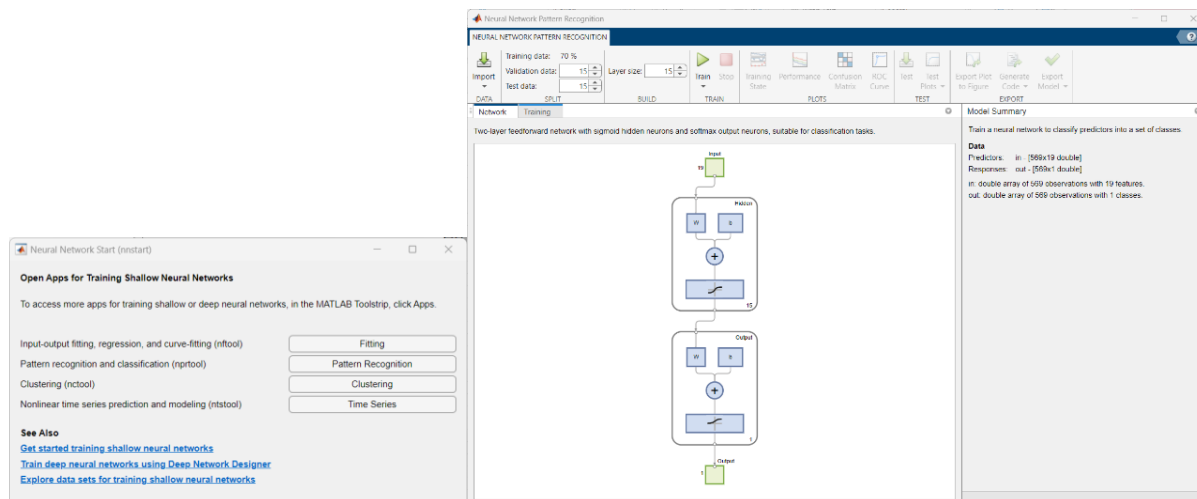 Neural Network Start (nnstart)
Open Apps for Training Shallow Neural Networks
To access more apps for training shallow or deep neural networks, in the MATLAB Toolstrip, click Apps.
Input-output fitting, regression, and curve-fitting (nftool)
Fitting
Pattern recognition and classification (nprtool)
Pattern Recognition
Clustering (nctool)
Clustering
Nonlinear time series prediction and modeling (ntstool)
Time Series
See Also
Get started training shallow neural networks
Train deep neural networks using Deep Network Designer
Explore data sets for training shallow neural networks
Neural Network Pattern Recognition
NEURAL NETWORK PATTERN RECOGNITION
?
Import
Training data: 70 %
Validation data: 15
Test data: 15
Layer size: 15
Train
Stop
Training State
Performance
Confusion Matrix
ROC Curve
Test
Test Plots
Export Plot to Figure
Generate Code
Export Model
DATA
SPLIT
BUILD
TRAIN
PLOTS
TEST
EXPORT
Network
Training
Two-layer feedforward network with sigmoid hidden neurons and softmax output neurons, suitable for classification tasks.
Input
19
Hidden
W
b
+
15
Output
W
b
+
1
Output
1
Model Summary
Train a neural network to classify predictors into a set of classes.
Data
Predictors: in - [569x19 double]
Responses: out - [569x1 double]
in: double array of 569 observations with 19 features.
out: double array of 569 observations with 1 classes.